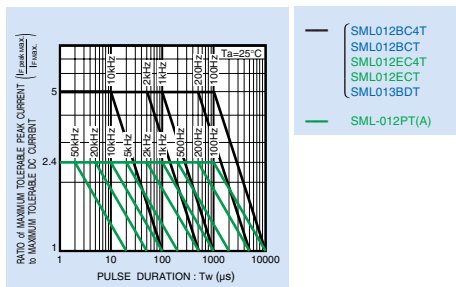 RATIO of MAXIMUM TOLERABLE PEAK CURRENT (IF peak MAX. / IF MAX.)
to MAXIMUM TOLERABLE DC CURRENT
Ta=25°C
10kHz
2kHz
1kHz
200Hz
100Hz
5
50kHz
20kHz
10kHz
5kHz
2kHz
1kHz
500Hz
200Hz
100Hz
2.4
1
1 10 100 1000 10000
PULSE DURATION : Tw (μs)
SML012BC4T
SML012BCT
SML012EC4T
SML012ECT
SML013BDT
SML-012PT(A)